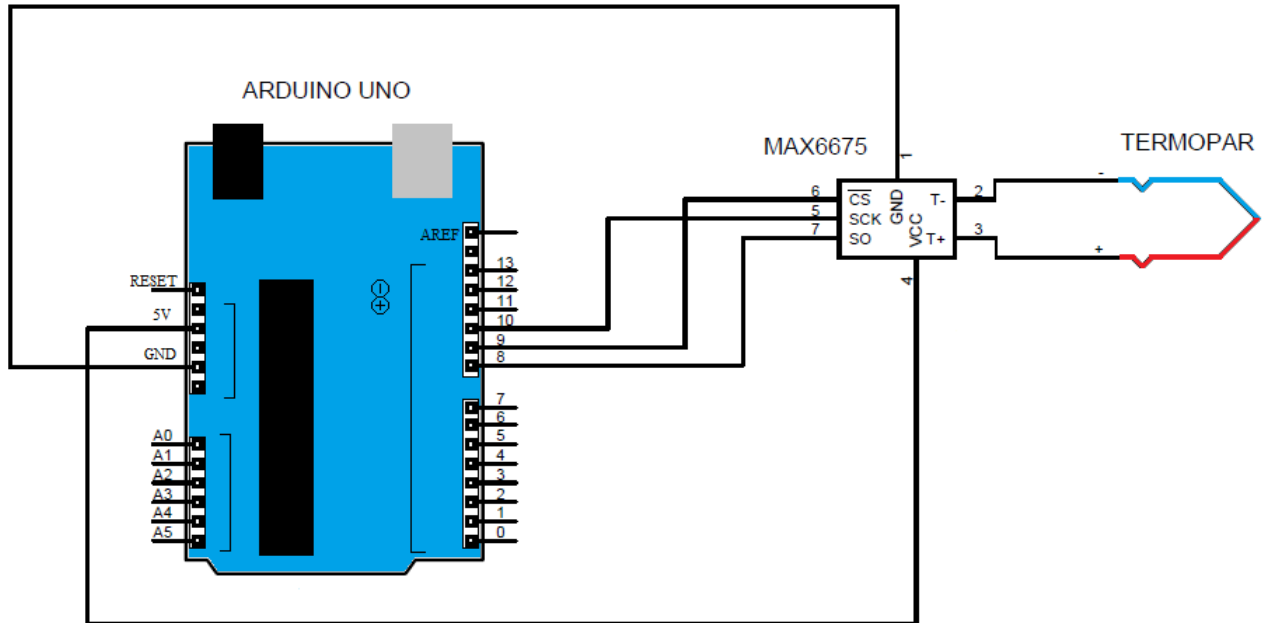 ARDUINO UNO
MAX6675
TERMOPAR
1
6
5
7
CS
SCK
SO
GND
VCC
T-
T+
2
3
4
-
+
AREF
13
12
11
10
9
8
RESET
5V
GND
7
6
5
4
3
2
1
0
A0
A1
A2
A3
A4
A5